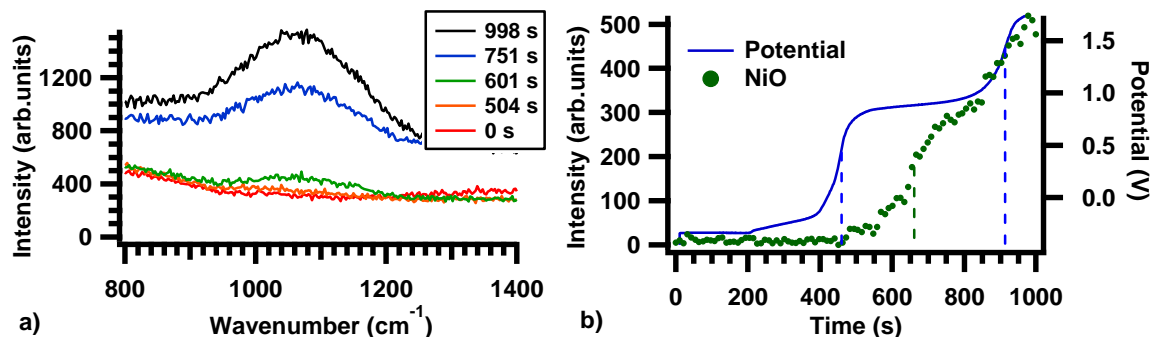 998 s
751 s
601 s
504 s
0 s
1200
800
400
0
Intensity (arb.units)
800
1000
1200
1400
Wavenumber (cm⁻¹)
a)
Potential
NiO
500
400
300
200
100
0
Intensity (arb.units)
1.5
1.0
0.5
0.0
Potential (V)
0
200
400
600
800
1000
Time (s)
b)